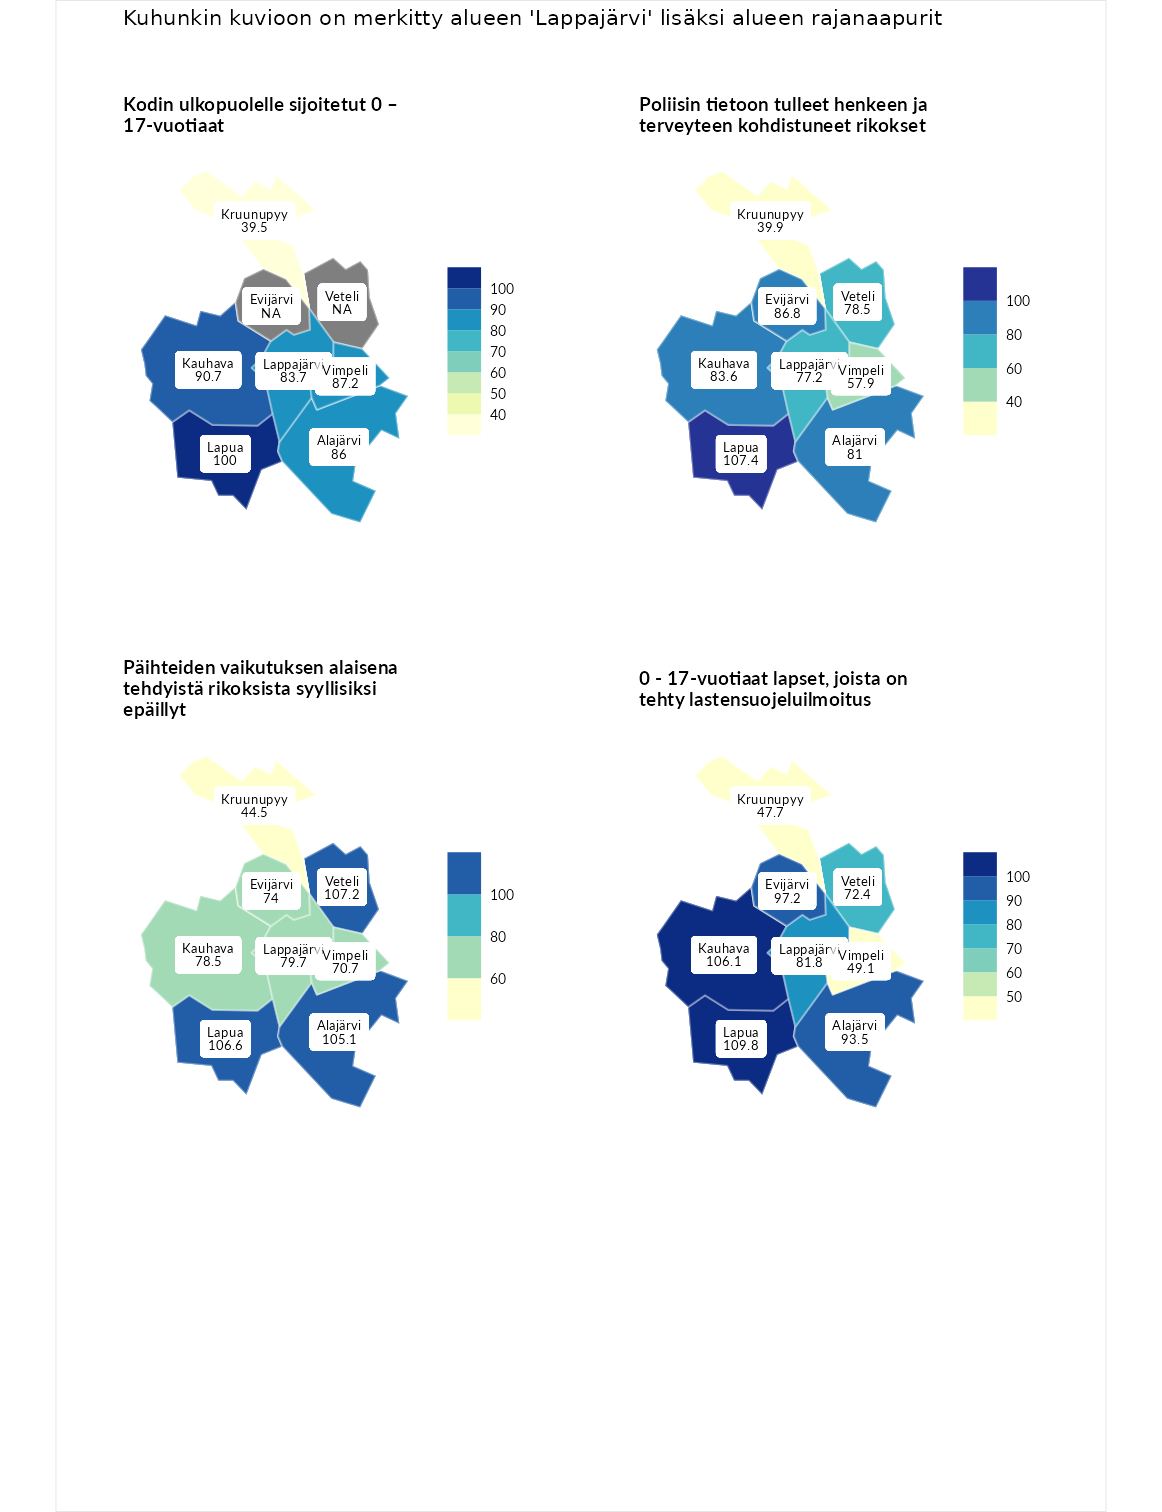 Kuhunkin kuvioon on merkitty alueen 'Lappajärvi' lisäksi alueen rajanaapurit
Kodin ulkopuolelle sijoitetut 0 –
17-vuotiaat
Kruunupyy
39.5
Evijärvi
NA
Veteli
NA
Kauhava
90.7
Lappajärvi
83.7
Vimpeli
87.2
Lapua
100
Alajärvi
86
100
90
80
70
60
50
40
Poliisin tietoon tulleet henkeen ja
terveyteen kohdistuneet rikokset
Kruunupyy
39.9
Evijärvi
86.8
Veteli
78.5
Kauhava
83.6
Lappajärvi
77.2
Vimpeli
57.9
Lapua
107.4
Alajärvi
81
100
80
60
40
Päihteiden vaikutuksen alaisena
tehdyistä rikoksista syyllisiksi
epäillyt
Kruunupyy
44.5
Evijärvi
74
Veteli
107.2
Kauhava
78.5
Lappajärvi
79.7
Vimpeli
70.7
Lapua
106.6
Alajärvi
105.1
100
80
60
0 - 17-vuotiaat lapset, joista on
tehty lastensuojeluilmoitus
Kruunupyy
47.7
Evijärvi
97.2
Veteli
72.4
Kauhava
106.1
Lappajärvi
81.8
Vimpeli
49.1
Lapua
109.8
Alajärvi
93.5
100
90
80
70
60
50